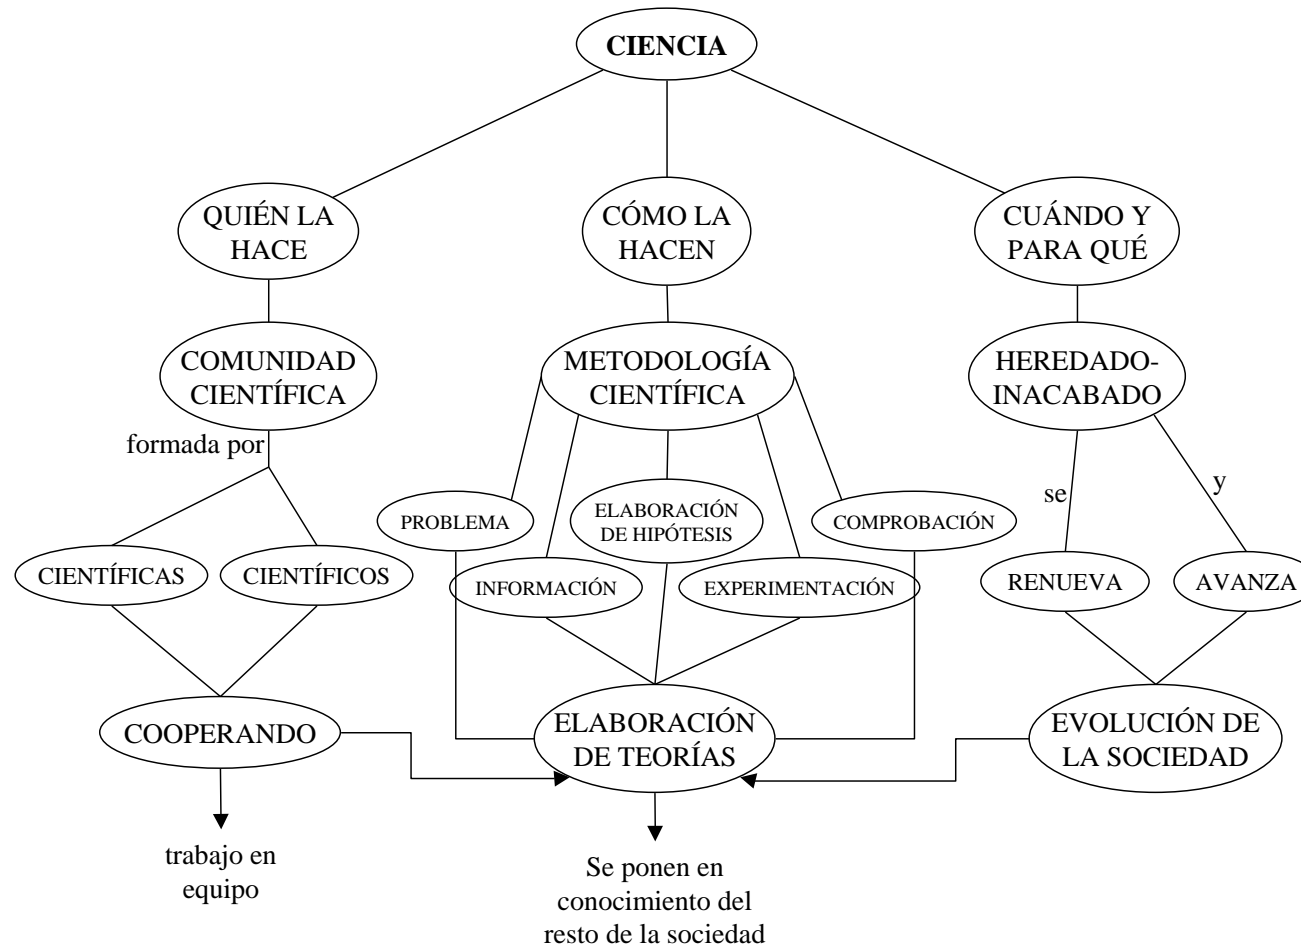 CIENCIA
QUIÉN LA
HACE
CÓMO LA
HACEN
CUÁNDO Y
PARA QUÉ
COMUNIDAD
CIENTÍFICA
METODOLOGÍA
CIENTÍFICA
HEREDADO-
INACABADO
formada por
se
y
PROBLEMA
ELABORACIÓN
DE HIPÓTESIS
COMPROBACIÓN
CIENTÍFICAS
CIENTÍFICOS
INFORMACIÓN
EXPERIMENTACIÓN
RENUEVA
AVANZA
COOPERANDO
ELABORACIÓN
DE TEORÍAS
EVOLUCIÓN DE
LA SOCIEDAD
trabajo en
equipo
Se ponen en
conocimiento del
resto de la sociedad